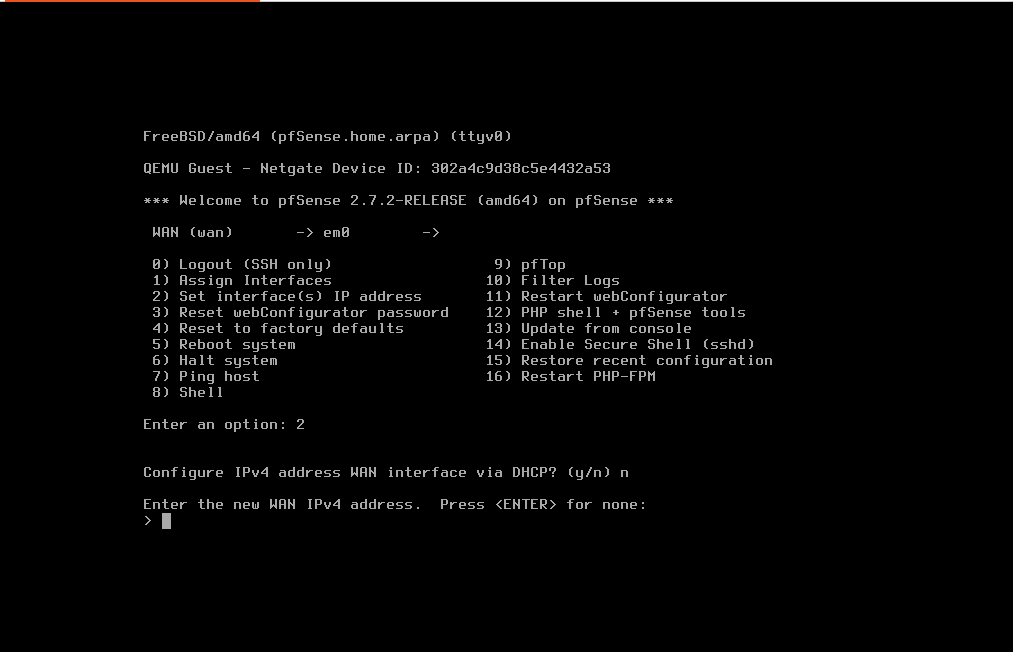 FreeBSD/amd64 (pfSense.home.arpa) (ttyv0)
QEMU Guest - Netgate Device ID: 302a4c9d38c5e4432a53
*** Welcome to pfSense 2.7.2-RELEASE (amd64) on pfSense ***
WAN (wan)       -> em0        ->
0) Logout (SSH only)                  9) pfTop
1) Assign Interfaces                 10) Filter Logs
2) Set interface(s) IP address       11) Restart webConfigurator
3) Reset webConfigurator password    12) PHP shell + pfSense tools
4) Reset to factory defaults         13) Update from console
5) Reboot system                     14) Enable Secure Shell (sshd)
6) Halt system                       15) Restore recent configuration
7) Ping host                         16) Restart PHP-FPM
8) Shell
Enter an option: 2
Configure IPv4 address WAN interface via DHCP? (y/n) n
Enter the new WAN IPv4 address.  Press <ENTER> for none:
>